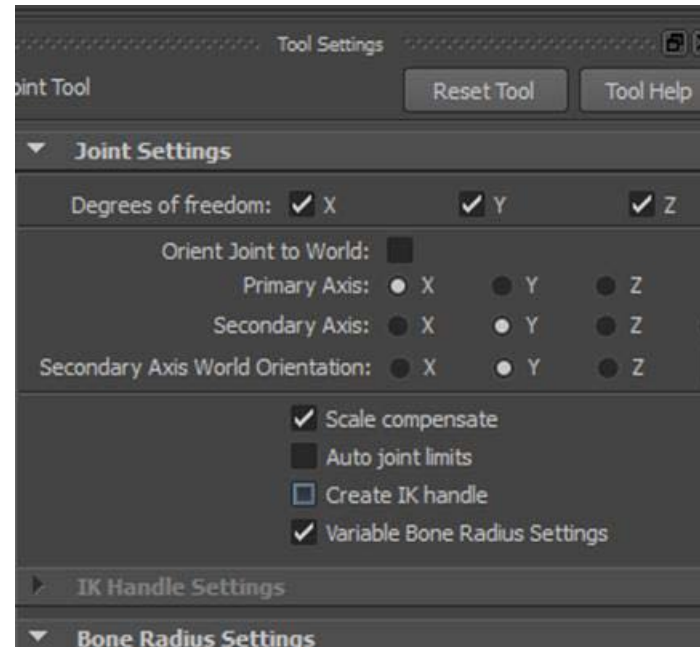 Tool Settings
oint Tool Reset Tool Tool Help
Joint Settings
Degrees of freedom: X Y Z
Orient Joint to World:
Primary Axis: X Y Z
Secondary Axis: X Y Z
Secondary Axis World Orientation: X Y Z
Scale compensate
Auto joint limits
Create IK handle
Variable Bone Radius Settings
IK Handle Settings
Bone Radius Settings